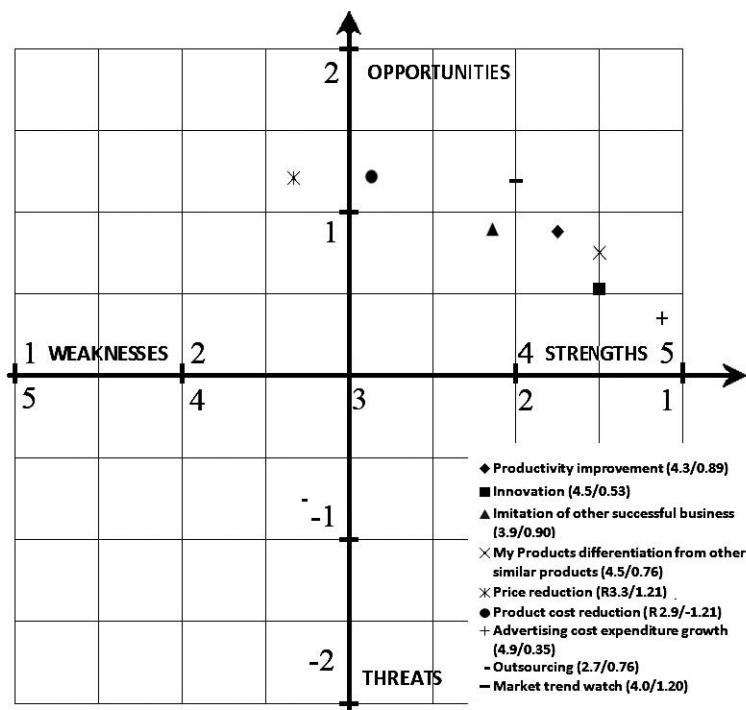 2 OPPORTUNITIES
1
1 WEAKNESSES 2 4 STRENGTHS 5
5 4 3 2 1
-1
-2 THREATS
Productivity improvement (4.3/0.89)
Innovation (4.5/0.53)
Imitation of other successful business
(3.9/0.90)
My Products differentiation from other
similar products (4.5/0.76)
Price reduction (R3.3/1.21)
Product cost reduction (R2.9/-1.21)
Advertising cost expenditure growth
(4.9/0.35)
Outsourcing (2.7/0.76)
Market trend watch (4.0/1.20)